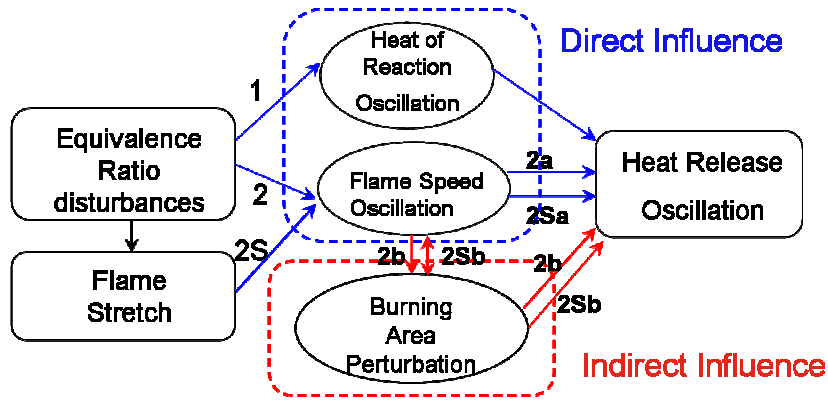 Heat of
Reaction
Oscillation
Direct Influence
1
Equivalence
Ratio
disturbances
2
Flame Speed
Oscillation
2a
2Sa
Heat Release
Oscillation
2S
2b
2Sb
2b
2Sb
Flame
Stretch
Burning
Area
Perturbation
Indirect Influence